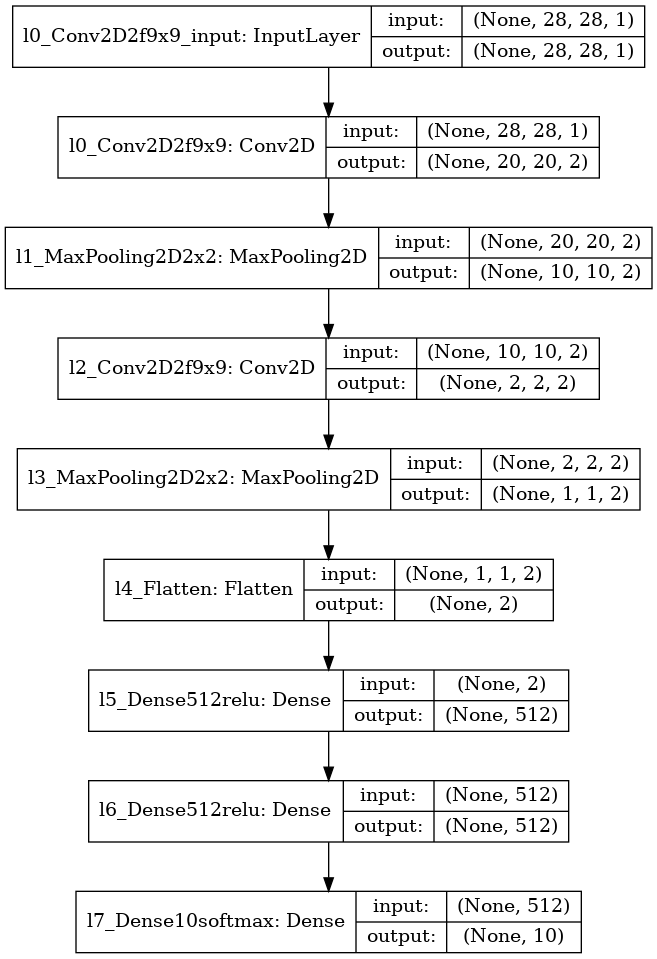 l0_Conv2D2f9x9_input: InputLayer
input: (None, 28, 28, 1)
output: (None, 28, 28, 1)
l0_Conv2D2f9x9: Conv2D
input: (None, 28, 28, 1)
output: (None, 20, 20, 2)
l1_MaxPooling2D2x2: MaxPooling2D
input: (None, 20, 20, 2)
output: (None, 10, 10, 2)
l2_Conv2D2f9x9: Conv2D
input: (None, 10, 10, 2)
output: (None, 2, 2, 2)
l3_MaxPooling2D2x2: MaxPooling2D
input: (None, 2, 2, 2)
output: (None, 1, 1, 2)
l4_Flatten: Flatten
input: (None, 1, 1, 2)
output: (None, 2)
l5_Dense512relu: Dense
input: (None, 2)
output: (None, 512)
l6_Dense512relu: Dense
input: (None, 512)
output: (None, 512)
l7_Dense10softmax: Dense
input: (None, 512)
output: (None, 10)